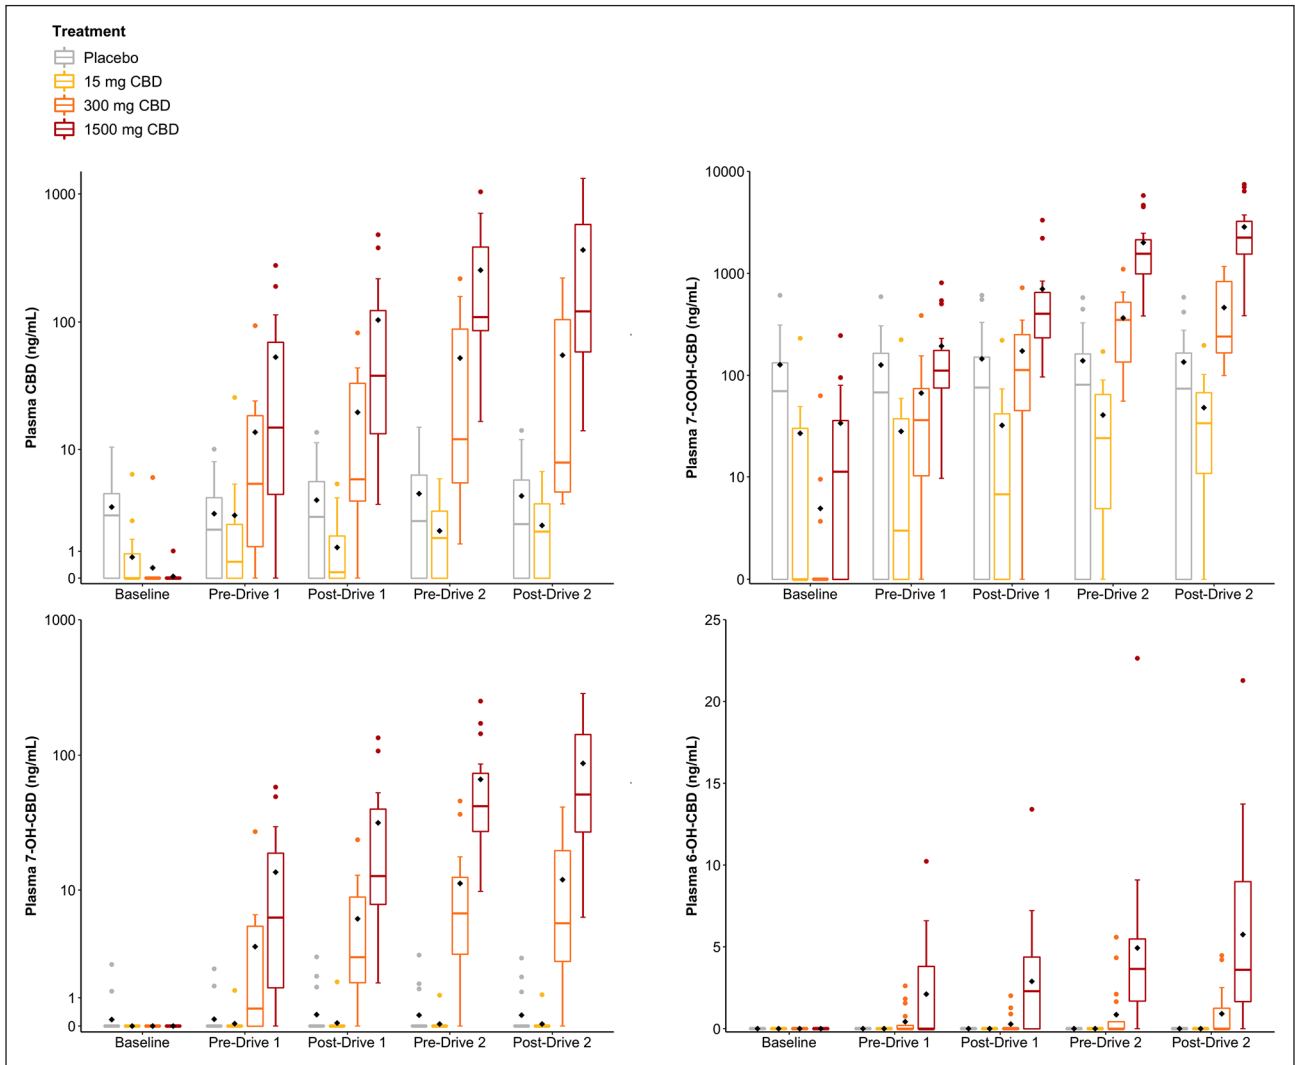 Treatment
Placebo
15 mg CBD
300 mg CBD
1500 mg CBD
Plasma CBD (ng/mL)
1000
100
10
1
0
Baseline Pre-Drive 1 Post-Drive 1 Pre-Drive 2 Post-Drive 2
Plasma 7-COOH-CBD (ng/mL)
10000
1000
100
10
0
Baseline Pre-Drive 1 Post-Drive 1 Pre-Drive 2 Post-Drive 2
Plasma 7-OH-CBD (ng/mL)
1000
100
10
1
0
Baseline Pre-Drive 1 Post-Drive 1 Pre-Drive 2 Post-Drive 2
Plasma 6-OH-CBD (ng/mL)
25
20
15
10
5
0
Baseline Pre-Drive 1 Post-Drive 1 Pre-Drive 2 Post-Drive 2